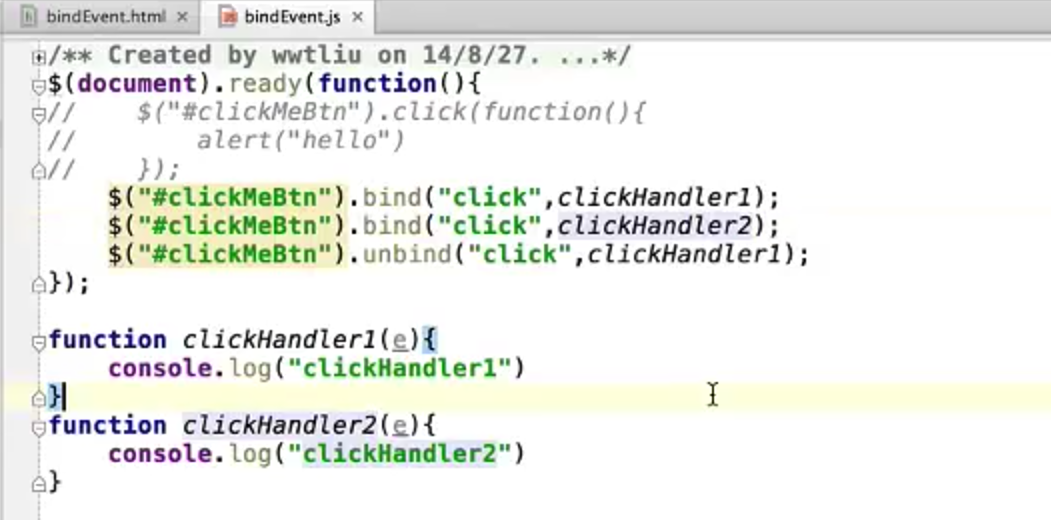 bindEvent.html × bindEvent.js ×
/** Created by wwtliu on 14/8/27. ...*/
$(document).ready(function(){
//    $("#clickMeBtn").click(function(){
//        alert("hello")
//    });
    $("#clickMeBtn").bind("click",clickHandler1);
    $("#clickMeBtn").bind("click",clickHandler2);
    $("#clickMeBtn").unbind("click",clickHandler1);
});
function clickHandler1(e){
    console.log("clickHandler1")
}
function clickHandler2(e){
    console.log("clickHandler2")
}